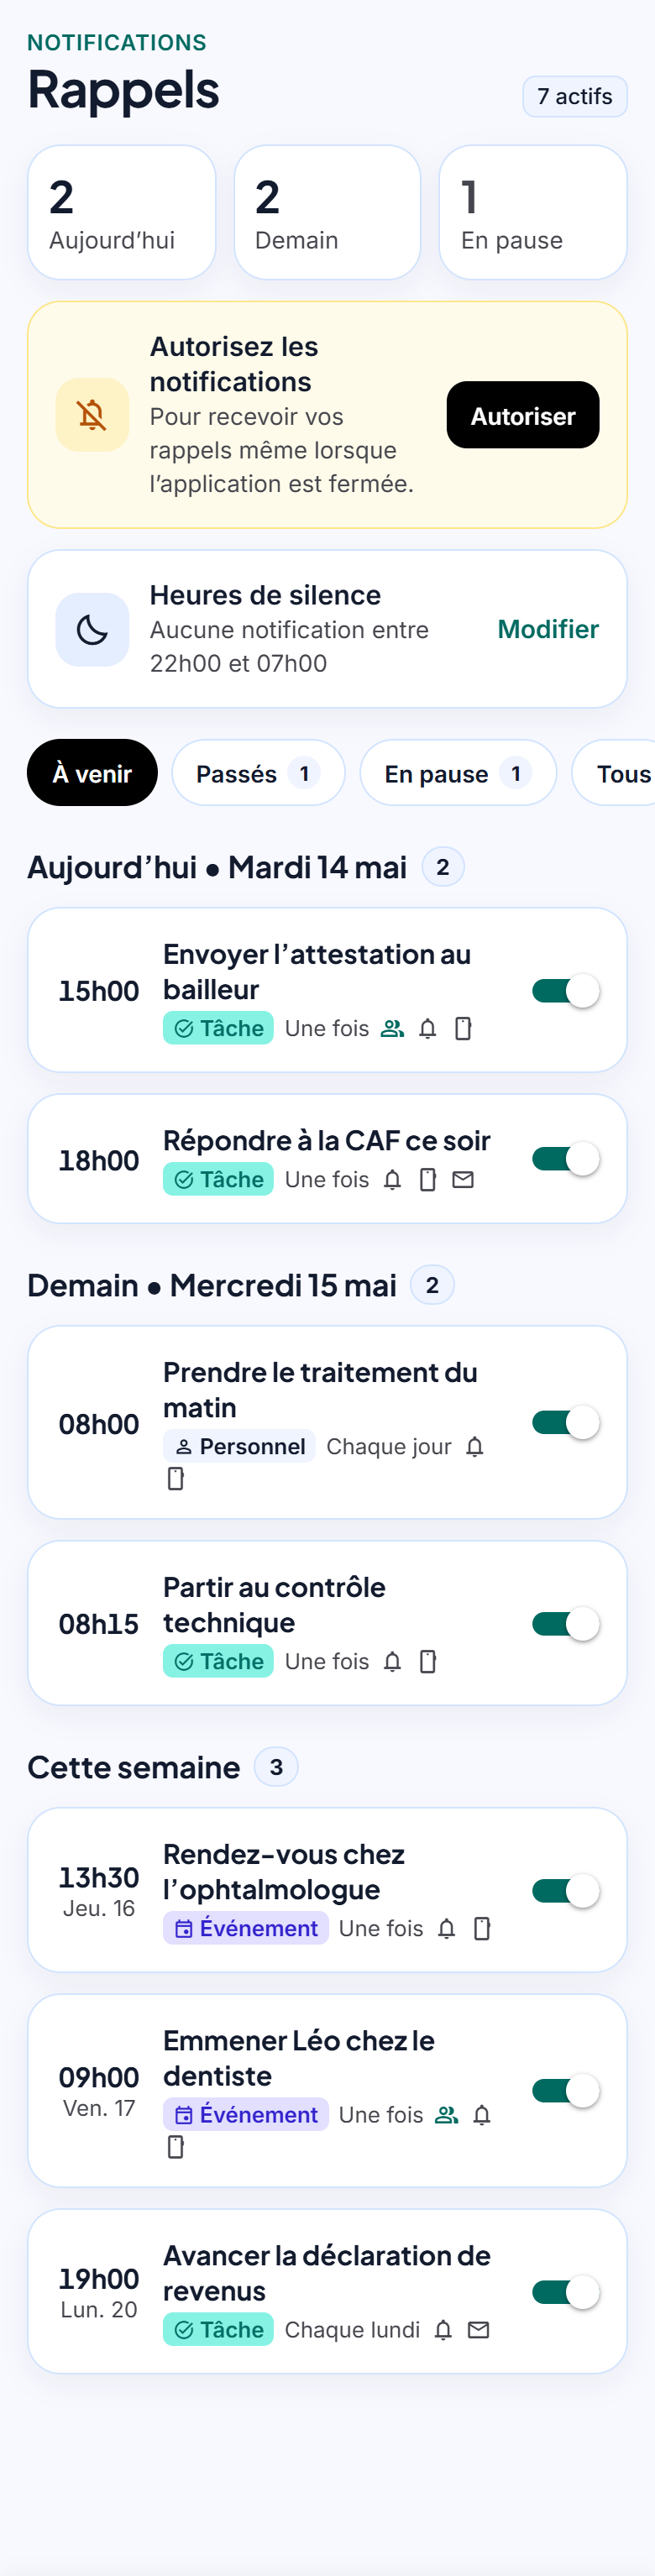 NOTIFICATIONS
Rappels
7 actifs
2
Aujourd’hui
2
Demain
1
En pause
Autorisez les
notifications
Pour recevoir vos
rappels même lorsque
l’application est fermée.
Autoriser
Heures de silence
Aucune notification entre
22h00 et 07h00
Modifier
À venir
Passés 1
En pause 1
Tous
Aujourd’hui • Mardi 14 mai 2
15h00
Envoyer l’attestation au
bailleur
Tâche Une fois
18h00
Répondre à la CAF ce soir
Tâche Une fois
Demain • Mercredi 15 mai 2
08h00
Prendre le traitement du
matin
Personnel Chaque jour
08h15
Partir au contrôle
technique
Tâche Une fois
Cette semaine 3
13h30
Jeu. 16
Rendez-vous chez
l’ophtalmologue
Événement Une fois
09h00
Ven. 17
Emmener Léo chez le
dentiste
Événement Une fois
19h00
Lun. 20
Avancer la déclaration de
revenus
Tâche Chaque lundi